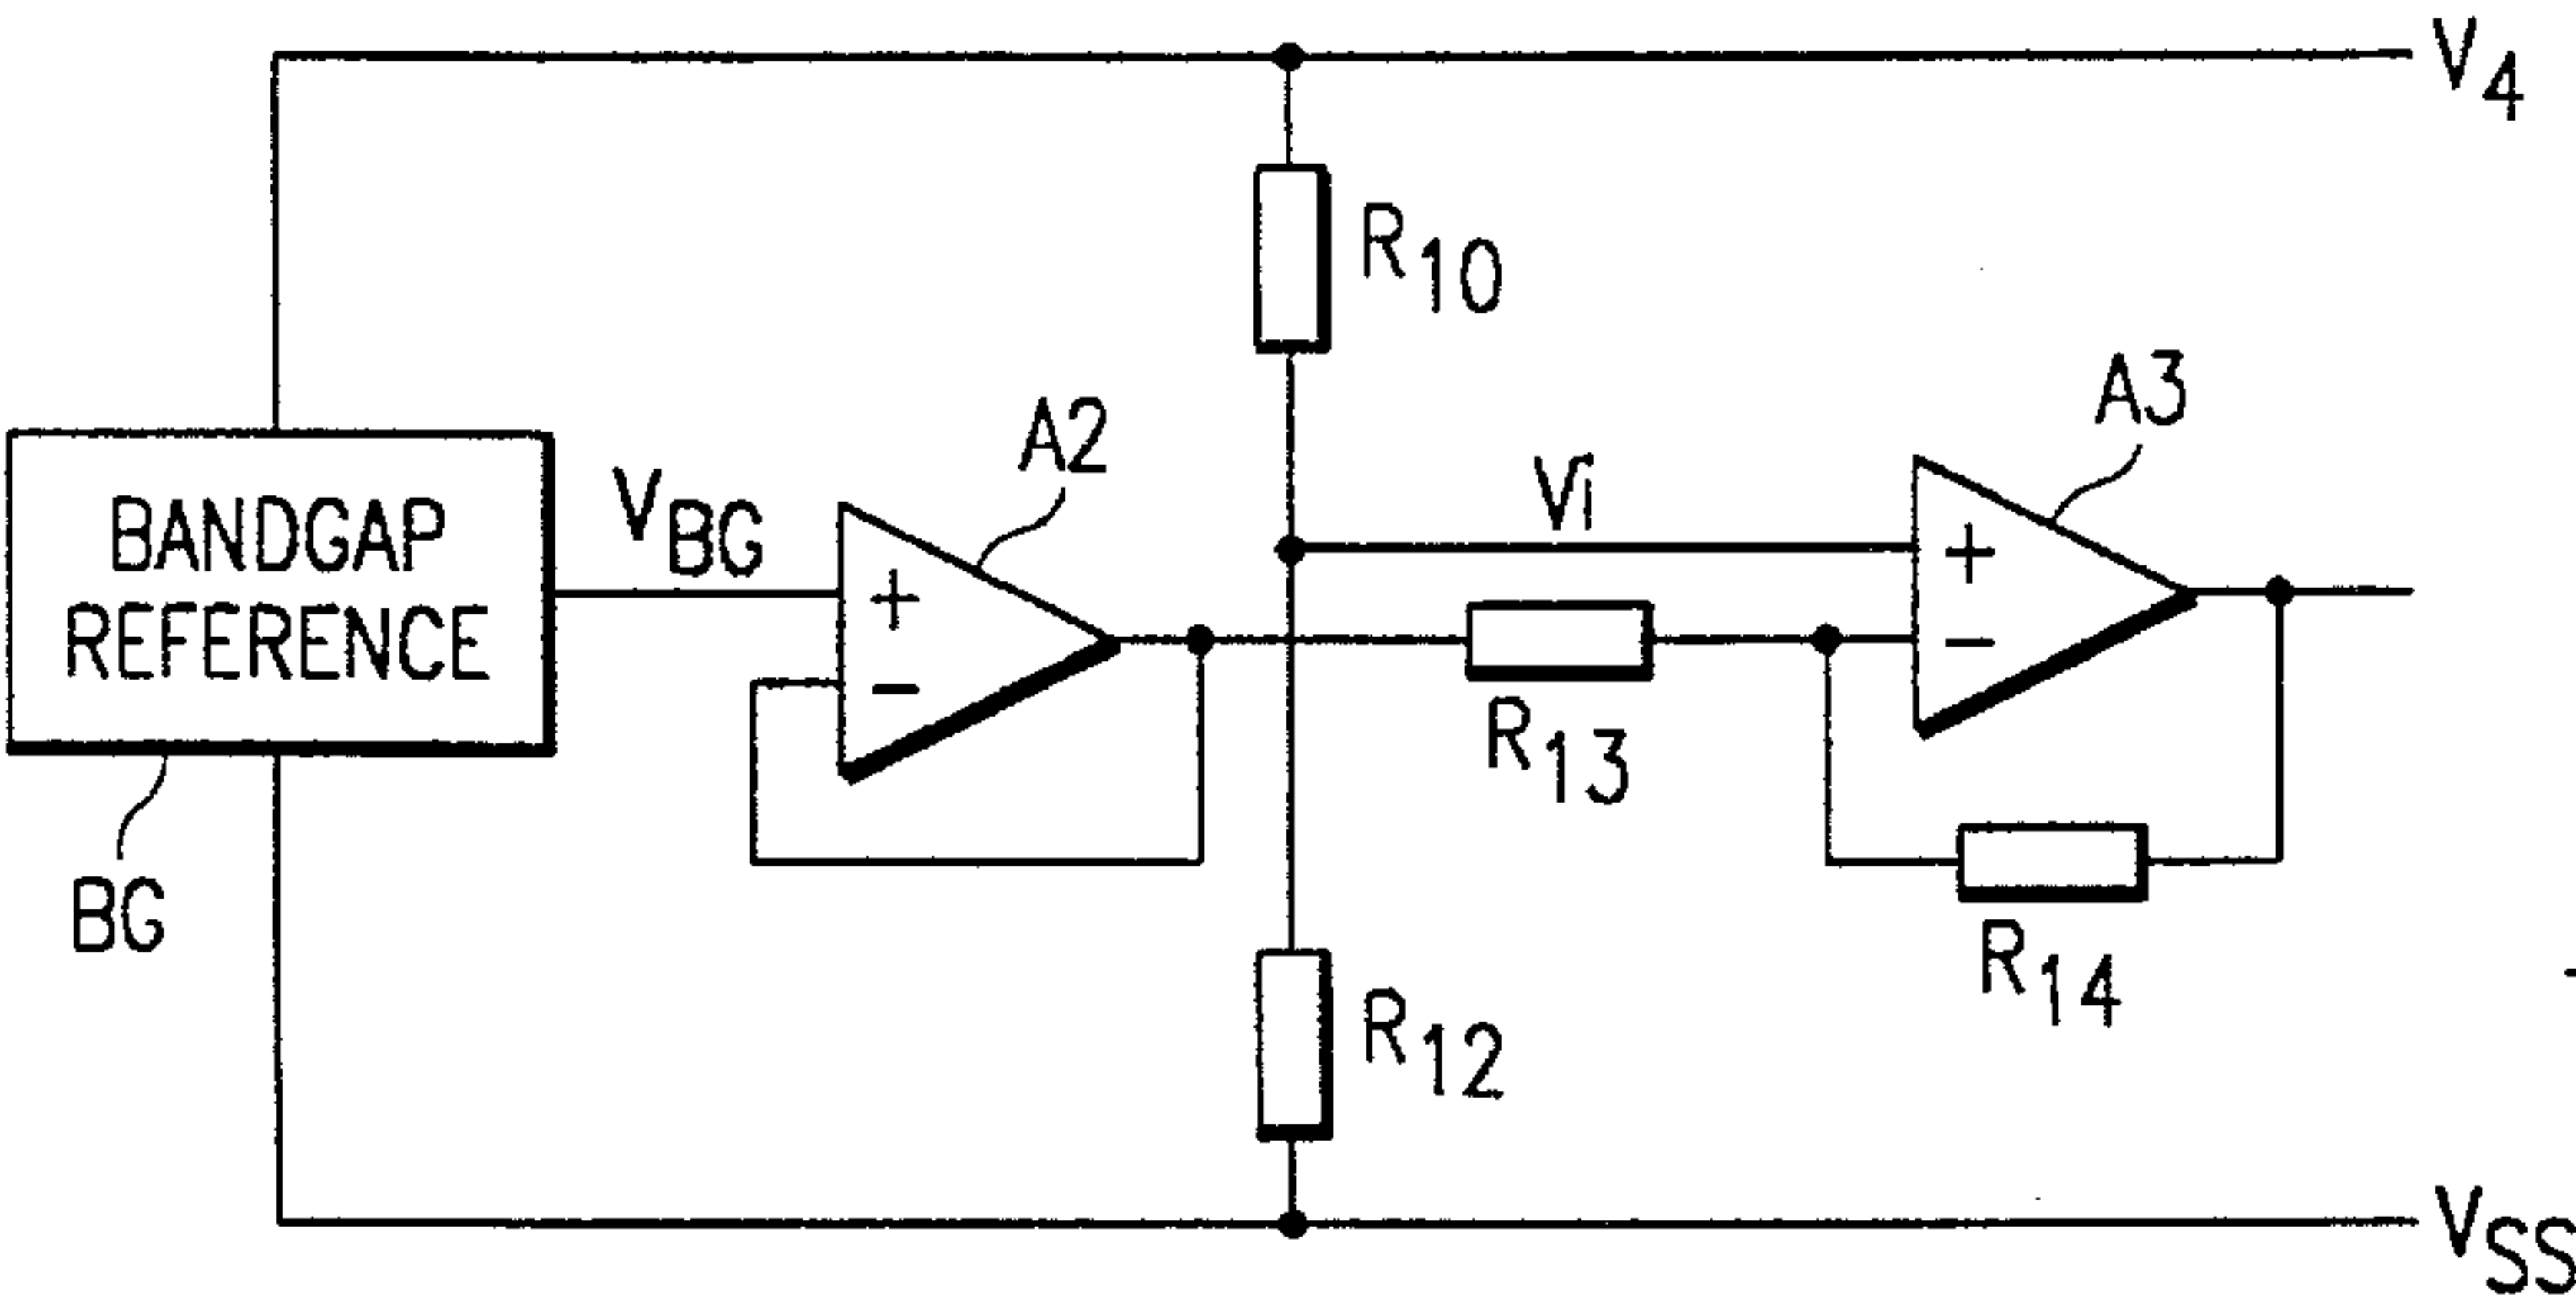 V4
R10
A3
A2
Vi
VBG
BANDGAP
REFERENCE
+
+
-
-
R13
BG
R14
R12
VSS